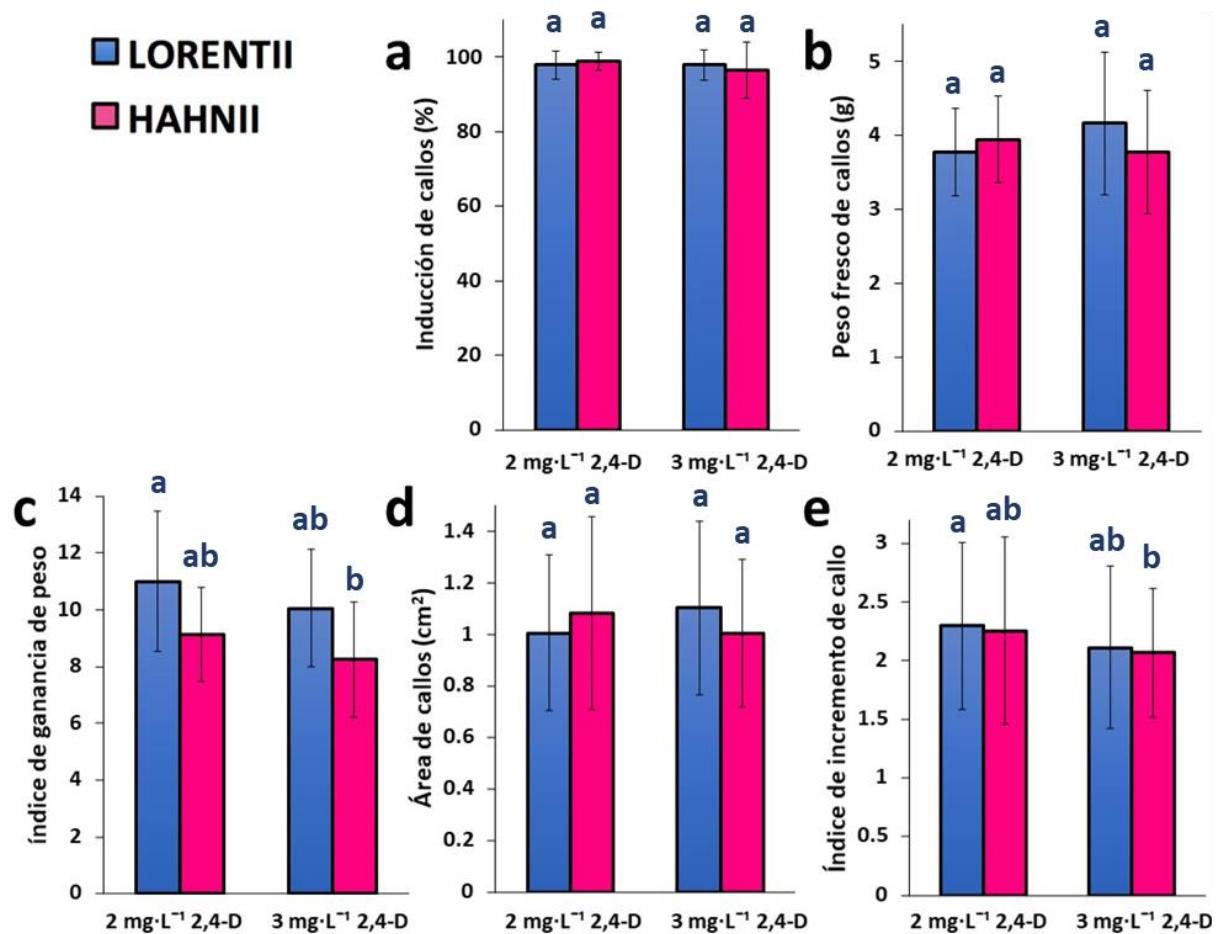 LORENTII
HAHNII
a
Inducción de callos (%)
100
80
60
40
20
0
a a a a
2 mg·L⁻¹ 2,4-D 3 mg·L⁻¹ 2,4-D
b
Peso fresco de callos (g)
5
4
3
2
1
0
a a a a
2 mg·L⁻¹ 2,4-D 3 mg·L⁻¹ 2,4-D
c
índice de ganancia de peso
14
12
10
8
6
4
2
0
a ab ab b
2 mg·L⁻¹ 2,4-D 3 mg·L⁻¹ 2,4-D
d
Área de callos (cm²)
1.4
1.2
1
0.8
0.6
0.4
0.2
0
a a a a
2 mg·L⁻¹ 2,4-D 3 mg·L⁻¹ 2,4-D
e
Índice de incremento de callo
3
2.5
2
1.5
1
0.5
0
a ab ab b
2 mg·L⁻¹ 2,4-D 3 mg·L⁻¹ 2,4-D